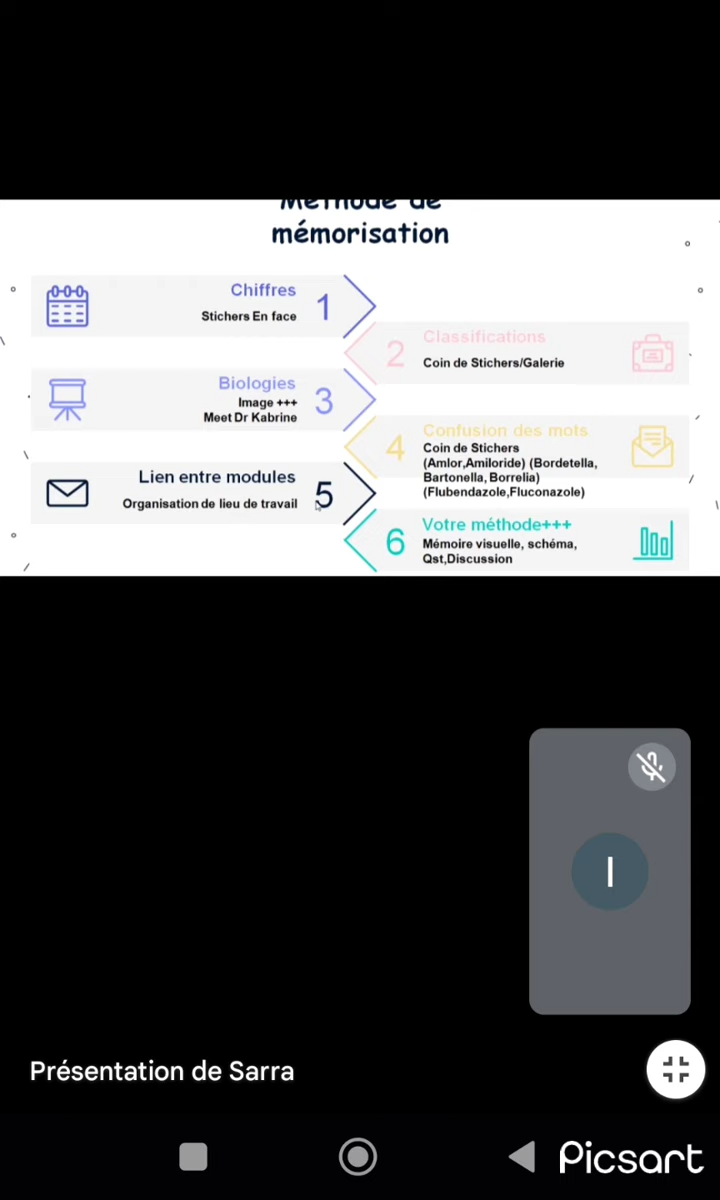 Méthode de
mémorisation
Chiffres
Stichers En face
1
2
Classifications
Coin de Stichers/Galerie
Biologies
Image +++
Meet Dr Kabrine
3
4
Confusion des mots
Coin de Stichers
(Amlor,Amiloride) (Bordetella,
Bartonella, Borrelia)
(Flubendazole,Fluconazole)
Lien entre modules
Organisation de lieu de travail
5
6
Votre méthode+++
Mémoire visuelle, schéma,
Qst,Discussion
I
Présentation de Sarra
Picsart